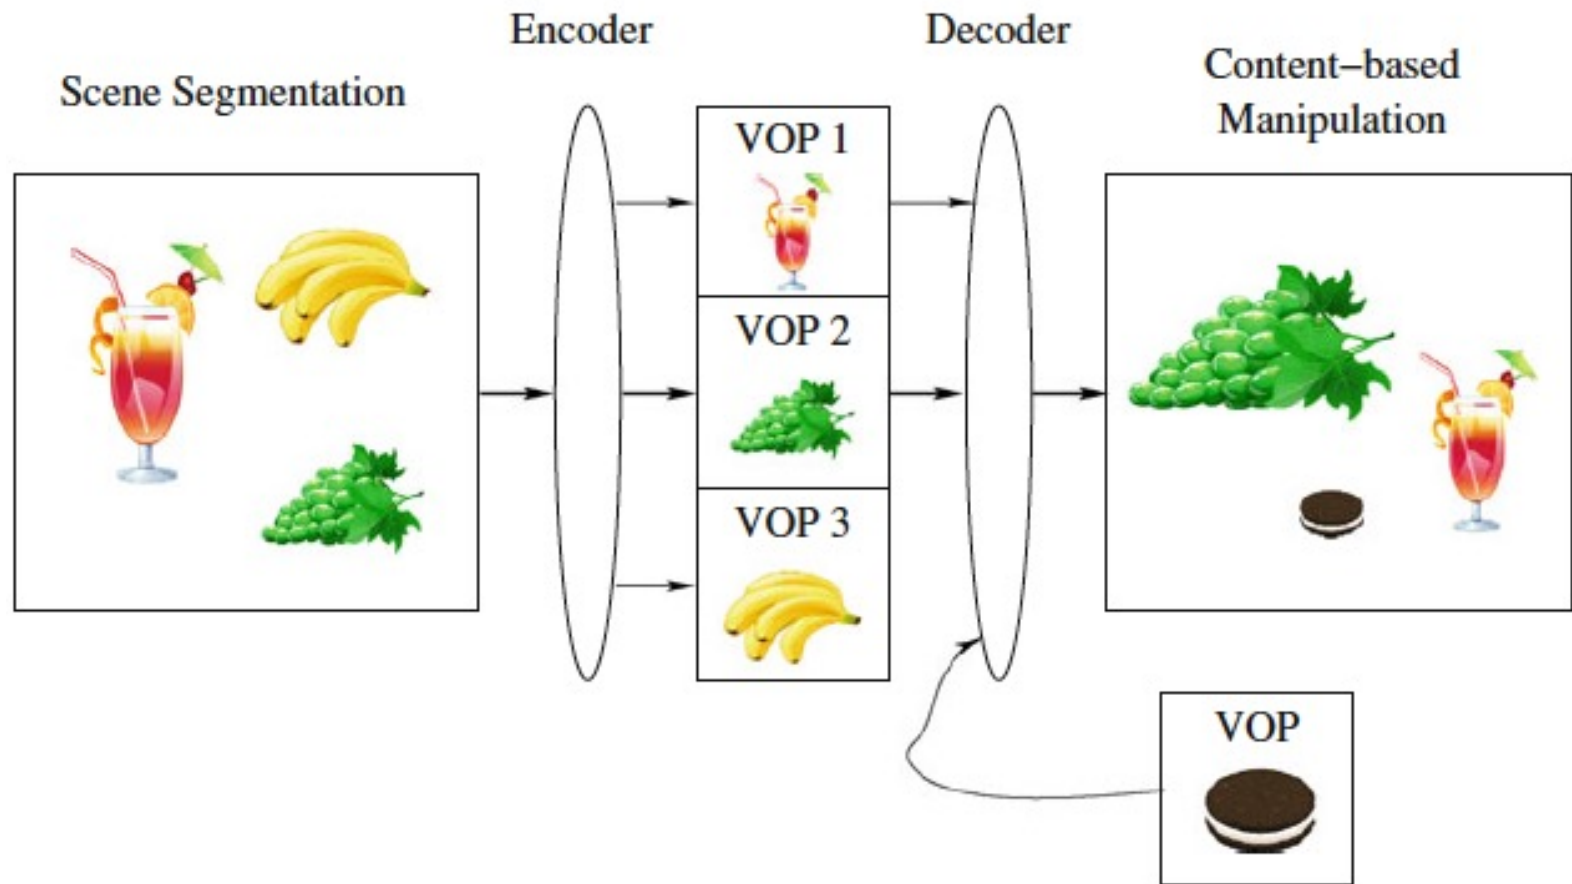 Encoder
Decoder
Scene Segmentation
Content–based
Manipulation
VOP 1
VOP 2
VOP 3
VOP